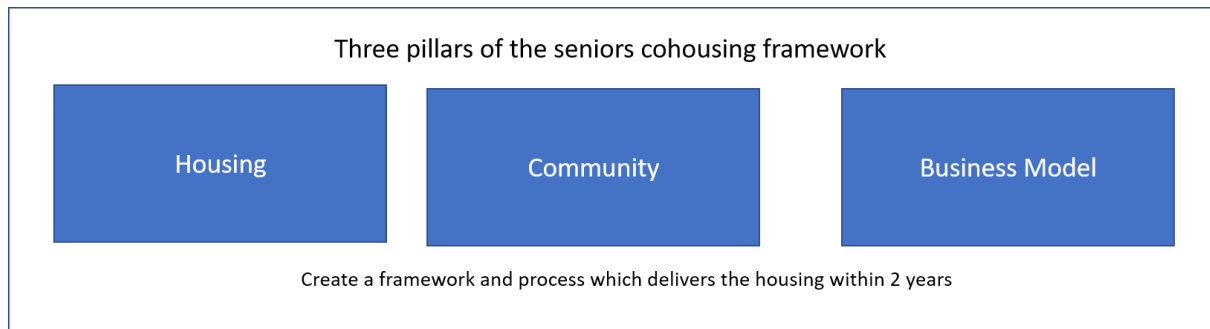 Three pillars of the seniors cohousing framework
Housing
Community
Business Model
Create a framework and process which delivers the housing within 2 years